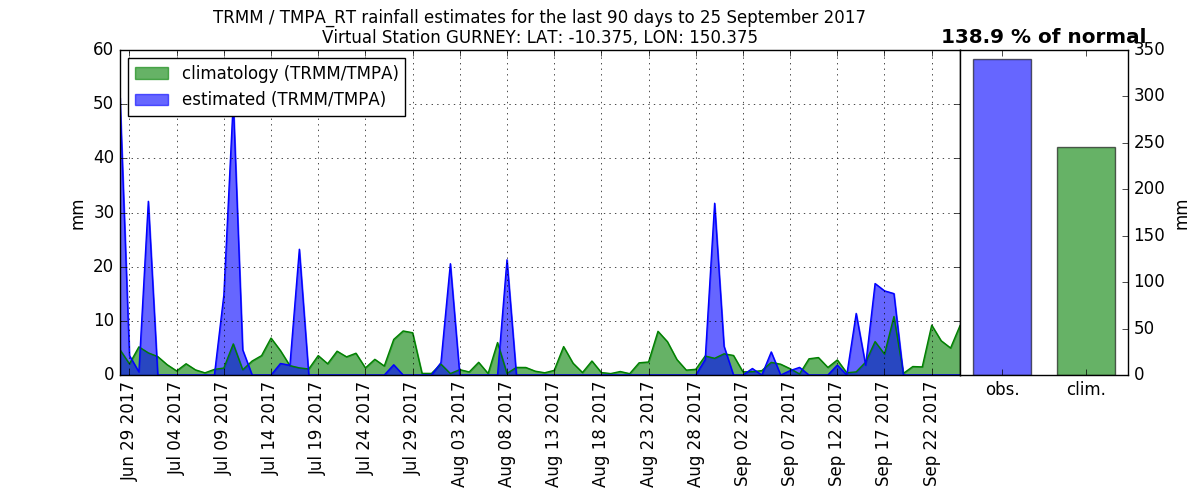 TRMM / TMPA_RT rainfall estimates for the last 90 days to 25 September 2017
Virtual Station GURNEY: LAT: -10.375, LON: 150.375
138.9 % of normal
climatology (TRMM/TMPA)
estimated (TRMM/TMPA)
60
50
40
30
20
10
0
mm
Jun 29 2017
Jul 04 2017
Jul 09 2017
Jul 14 2017
Jul 19 2017
Jul 24 2017
Jul 29 2017
Aug 03 2017
Aug 08 2017
Aug 13 2017
Aug 18 2017
Aug 23 2017
Aug 28 2017
Sep 02 2017
Sep 07 2017
Sep 12 2017
Sep 17 2017
Sep 22 2017
350
300
250
200
150
100
50
0
mm
obs.
clim.